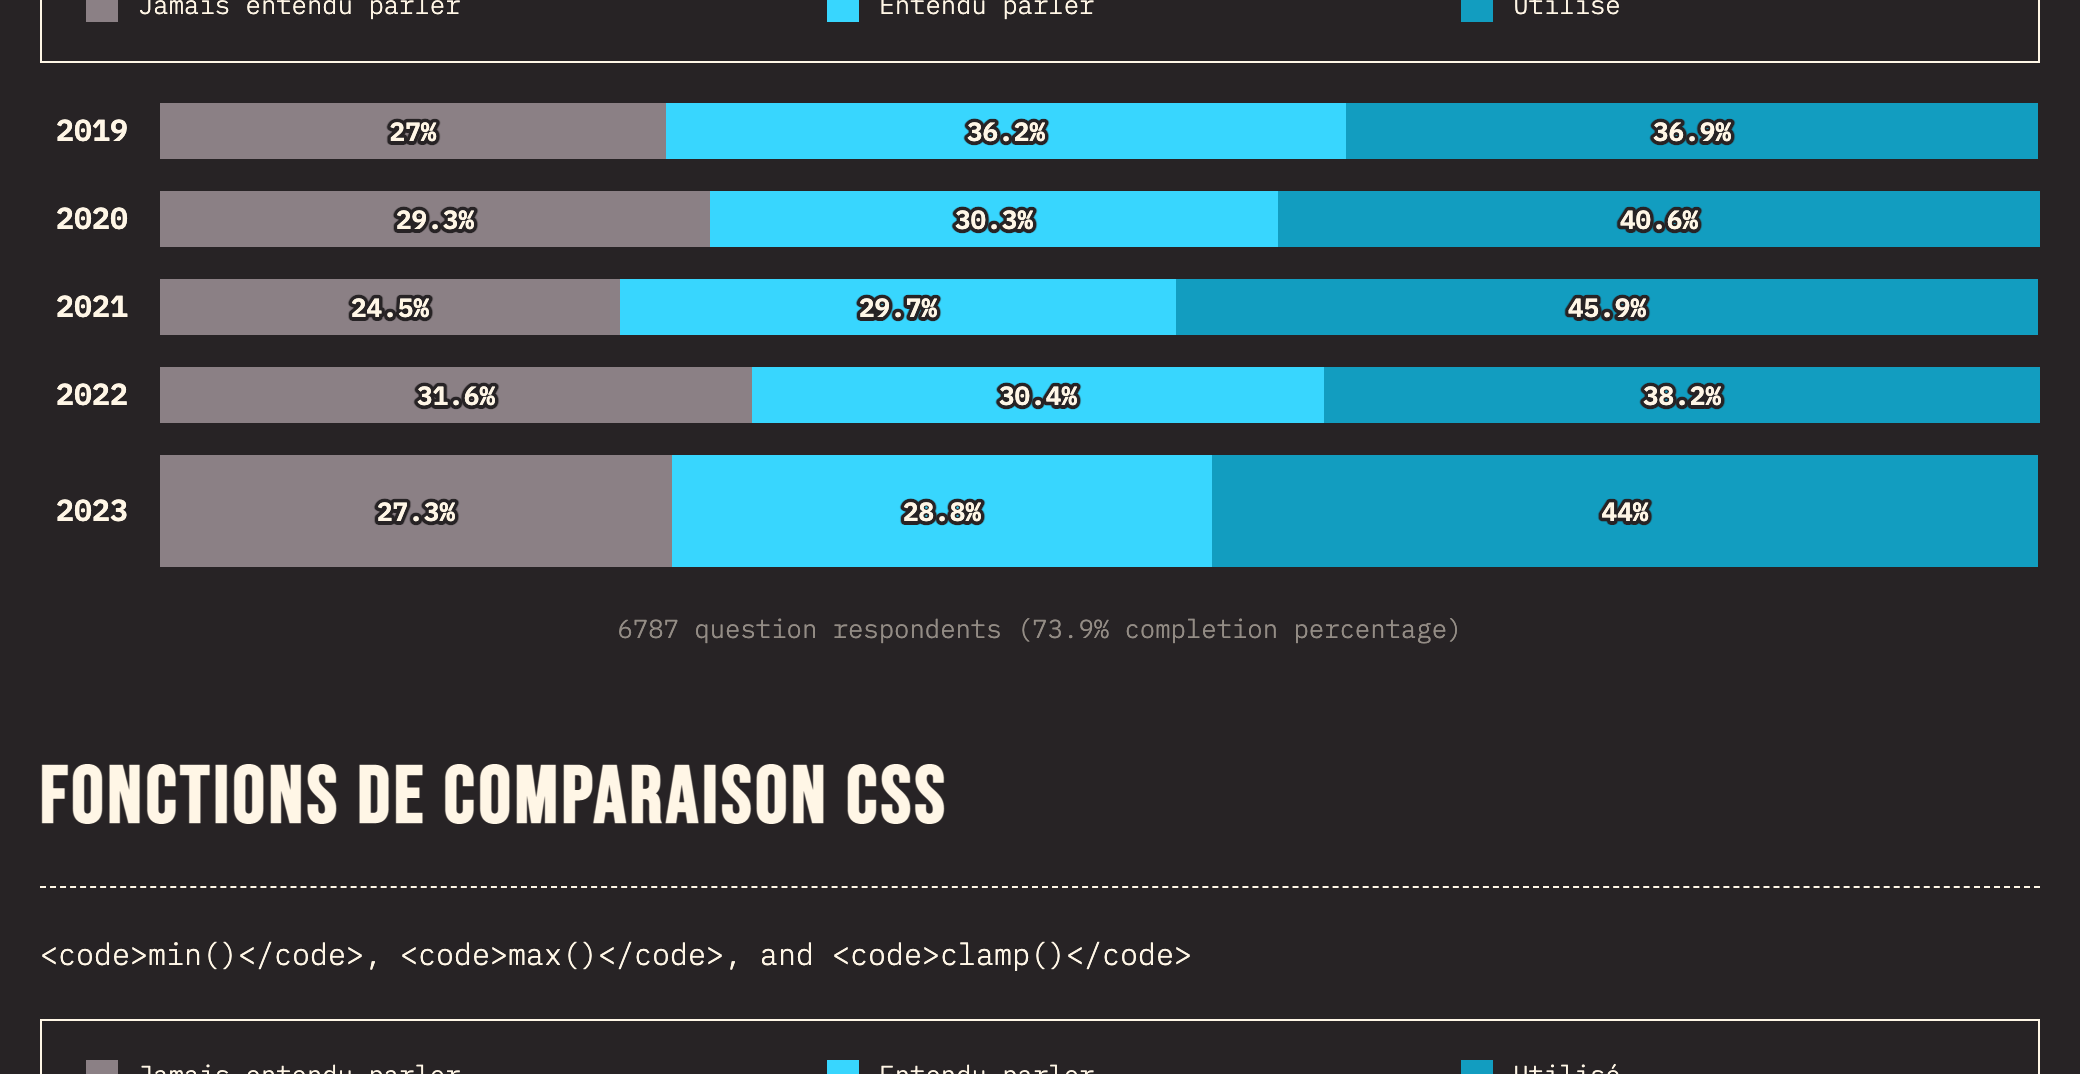 Jamais entendu parler Entendu parler Utilisé
2019 27% 36.2% 36.9%
2020 29.3% 30.3% 40.6%
2021 24.5% 29.7% 45.9%
2022 31.6% 30.4% 38.2%
2023 27.3% 28.8% 44%
6787 question respondents (73.9% completion percentage)
FONCTIONS DE COMPARAISON CSS
<code>min()</code>, <code>max()</code>, and <code>clamp()</code>
Jamais entendu parler Entendu parler Utilisé